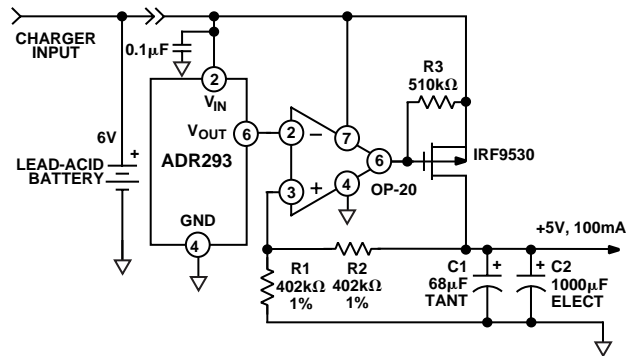 CHARGER
INPUT
0.1μF
2
VIN
R3
510kΩ
6V
+
VOUT
6
2
−
7
6
IRF9530
LEAD-ACID
BATTERY
ADR293
3
+
4
OP-20
GND
4
+5V, 100mA
R1
402kΩ
1%
R2
402kΩ
1%
C1
68μF
TANT
+
C2
1000μF
ELECT
+